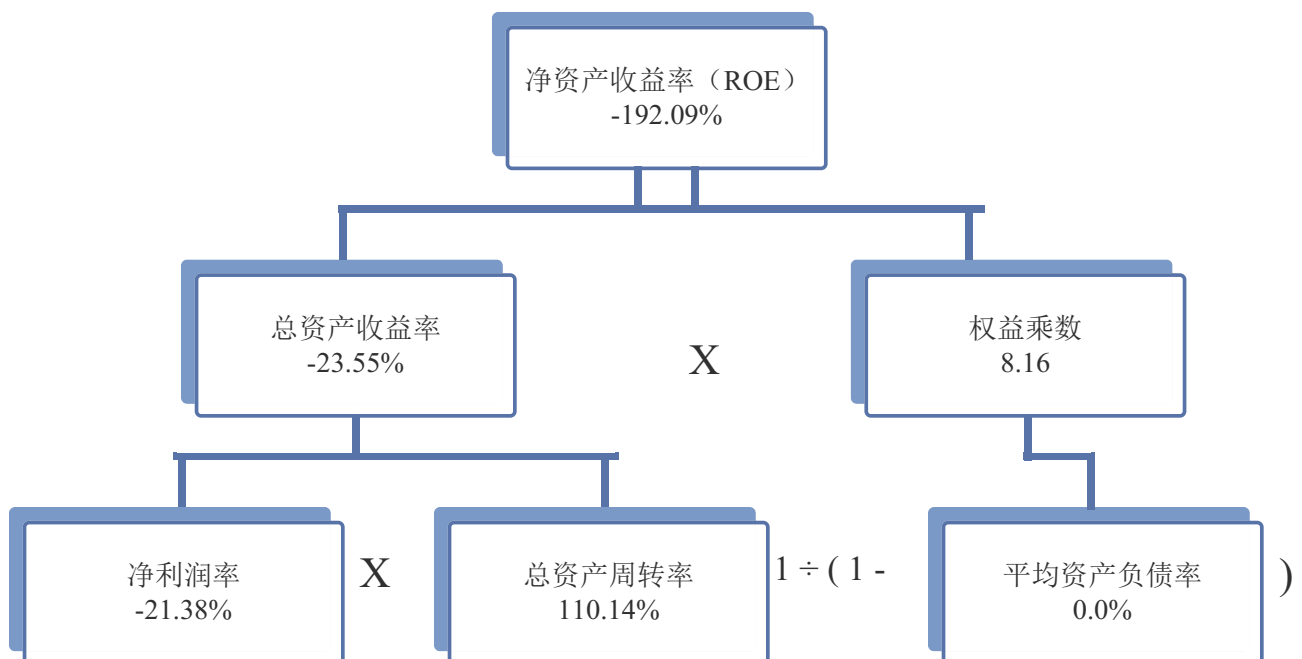 净资产收益率（ROE）
-192.09%
总资产收益率
-23.55%
X
权益乘数
8.16
净利润率
-21.38%
X
总资产周转率
110.14%
1 ÷ ( 1 -
平均资产负债率
0.0%
)